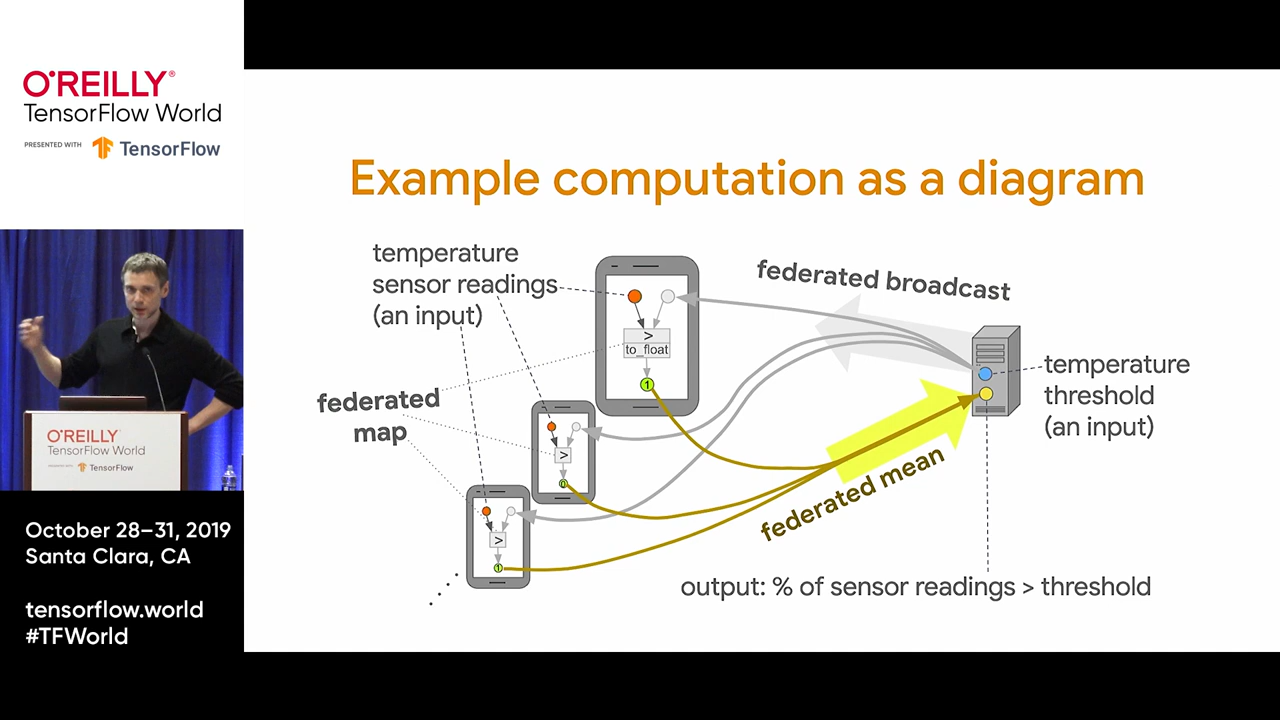 O'REILLY®
TensorFlow World
PRESENTED WITH TensorFlow
O'REILLY
TensorFlow World
TensorFlow
October 28–31, 2019
Santa Clara, CA
tensorflow.world
#TFWorld
Example computation as a diagram
temperature
sensor readings
(an input)
federated broadcast
>
to_float
1
federated
map
>
0
>
1
temperature
threshold
(an input)
federated mean
output: % of sensor readings > threshold